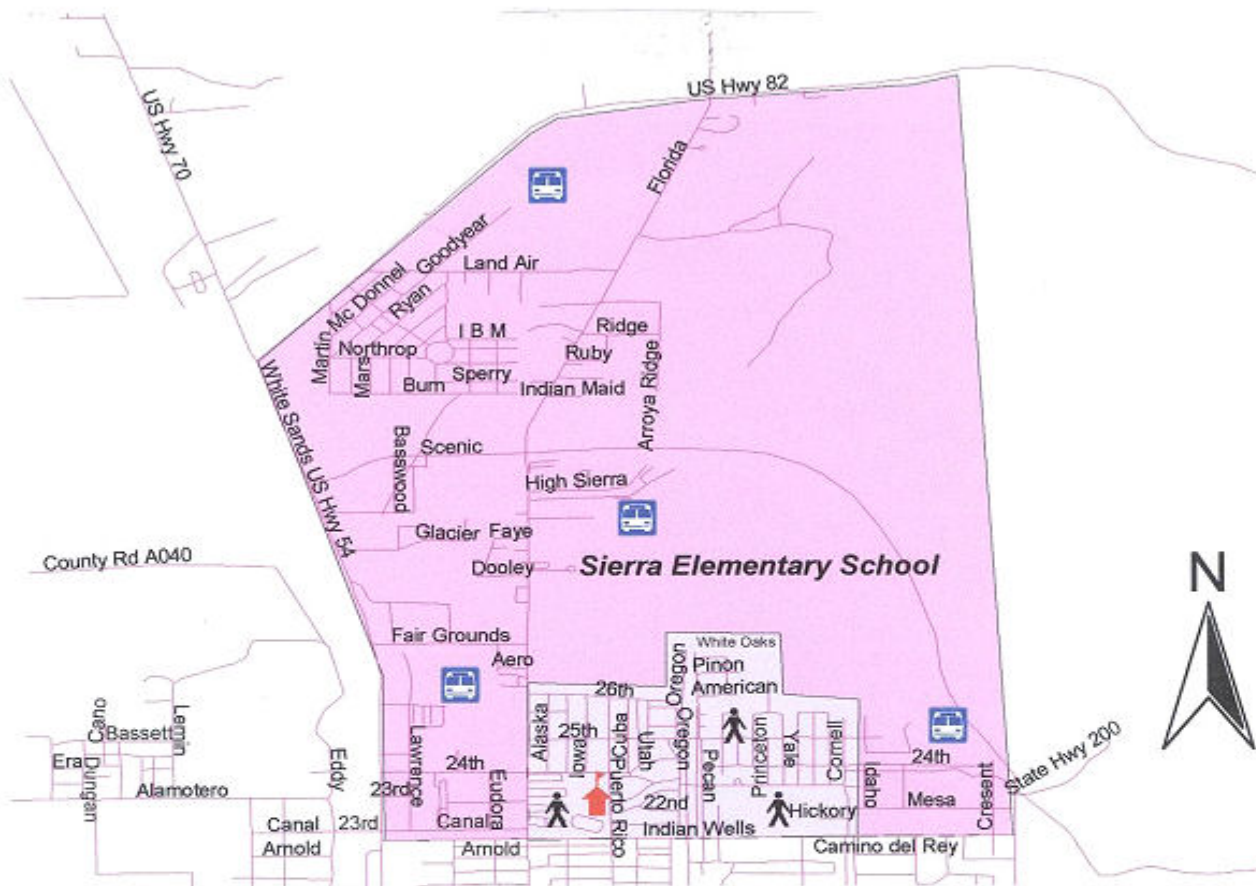 US Hwy 82
US Hwy 70
Florida
Goodyear
Land Air
Mc Donnel
Ryan
Martin
I B M
Ridge
Northrop
Ruby
Mars
Sperry
Burn
Indian Maid
Arroya Ridge
White Sands US Hwy 54
Basswood
Scenic
High Sierra
Glacier
Faye
County Rd A040
Dooley
Sierra Elementary School
N
Fair Grounds
White Oaks
Aero
Oregon
Pinon
American
26th
Cano
Lemin
Bassett
Alaska
25th
Iowa
Cuba
Utah
Oregon
Pecan
Princeton
Yale
Cornell
Era
Dungan
Eddy
Lawrence
24th
Eudora
Idaho
24th
State Hwy 200
Alamotero
23rd
Puerto Rico
22nd
Hickory
Mesa
Cresent
Canal
23rd
Canal
Indian Wells
Arnold
Arnold
Camino del Rey